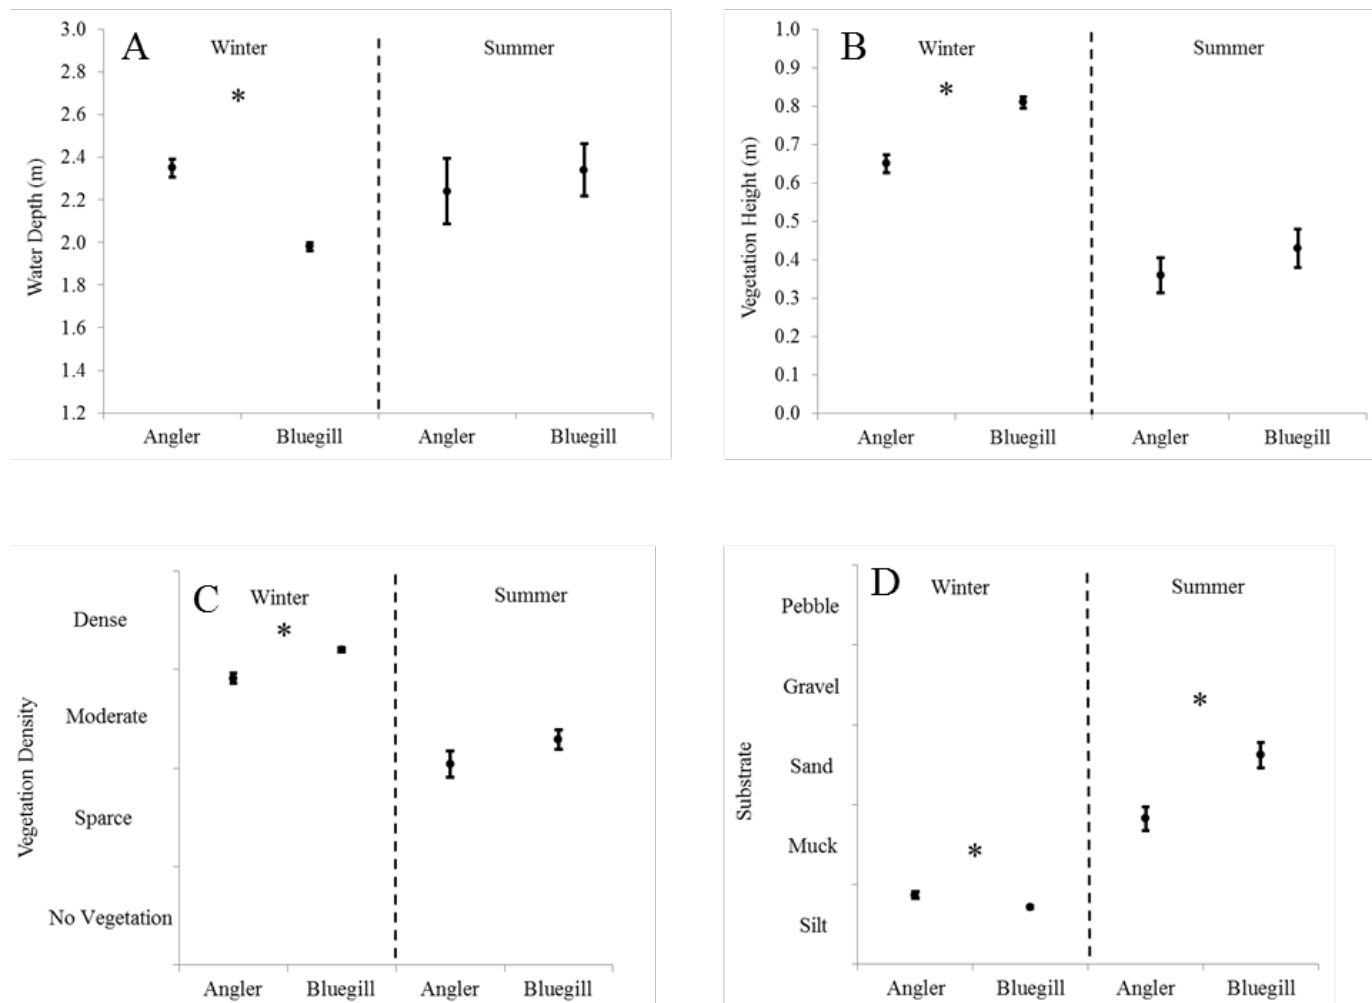 A
Winter
Summer
*
Water Depth (m)
3.0
2.8
2.6
2.4
2.2
2.0
1.8
1.6
1.4
1.2
Angler Bluegill Angler Bluegill
B
Winter
Summer
*
Vegetation Height (m)
1.0
0.9
0.8
0.7
0.6
0.5
0.4
0.3
0.2
0.1
0.0
Angler Bluegill Angler Bluegill
C
Winter
Summer
*
Vegetation Density
Dense
Moderate
Sparce
No Vegetation
Angler Bluegill Angler Bluegill
D
Winter
Summer
*
*
Substrate
Pebble
Gravel
Sand
Muck
Silt
Angler Bluegill Angler Bluegill